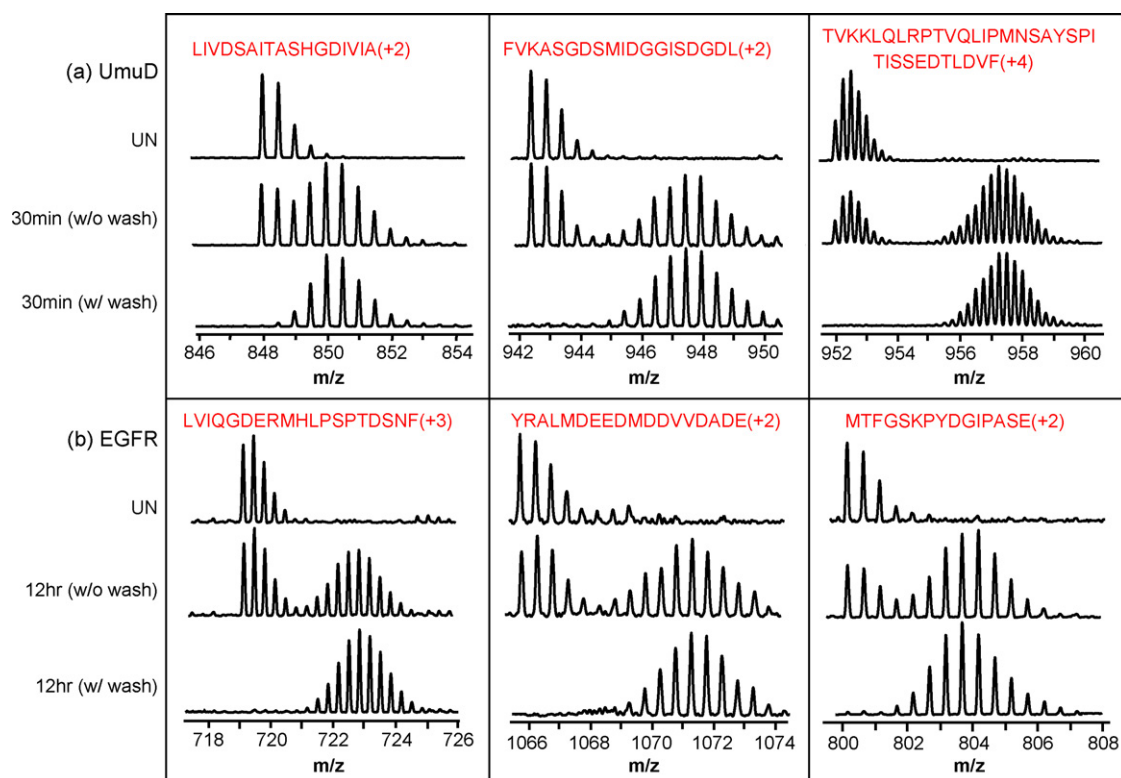 (a) UmuD
UN
30min (w/o wash)
30min (w/ wash)
LIVDSAITASHGDIVIA(+2)
846 848 850 852 854
m/z
FVKASGDSMIDGGISDGDL(+2)
942 944 946 948 950
m/z
TVKKLQLRPTVQLIPMNSAYSPI
TISSEDTLDVF(+4)
952 954 956 958 960
m/z
(b) EGFR
UN
12hr (w/o wash)
12hr (w/ wash)
LVIQGDERMHLPSPTDSNF(+3)
718 720 722 724 726
m/z
YRALMDEEDMDDVVDADE(+2)
1066 1068 1070 1072 1074
m/z
MTFGSKPYDGIPASE(+2)
800 802 804 806 808
m/z